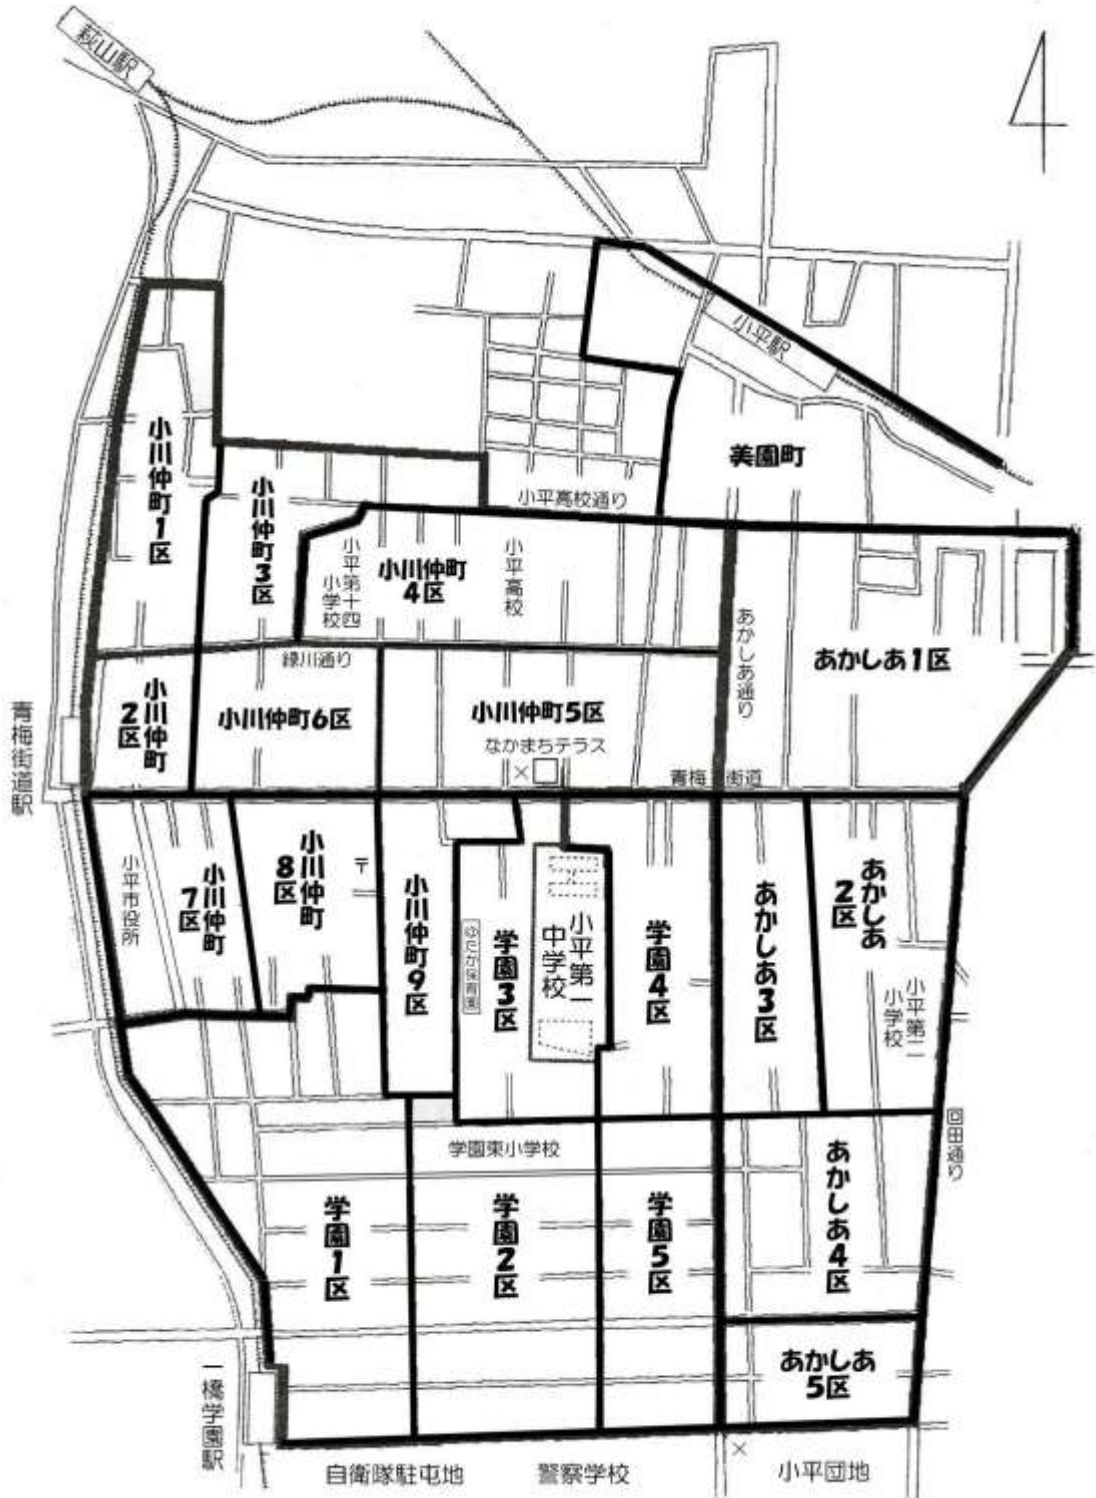 萩山駅
4
小平駅
美園町
小平高校通り
小川仲町1区
小川仲町3区
小平第十四
小学校
小川仲町
4区
小平高校
あかしあ通り
あかしあ1区
緑川通り
小川仲町
2区
小川仲町6区
小川仲町5区
なかまちテラス
×
青梅街道
青梅街道駅
小平市役所
小川仲町
7区
小川仲町
8区
〒
小川仲町9区
ゆたか保育園
学園3区
小平第一
中学校
学園4区
あかしあ3区
あかしあ
2区
小平第二
小学校
回田通り
学園東小学校
学園1区
学園2区
学園5区
あかしあ4区
あかしあ
5区
一橋学園駅
自衛隊駐屯地
警察学校
×
小平団地